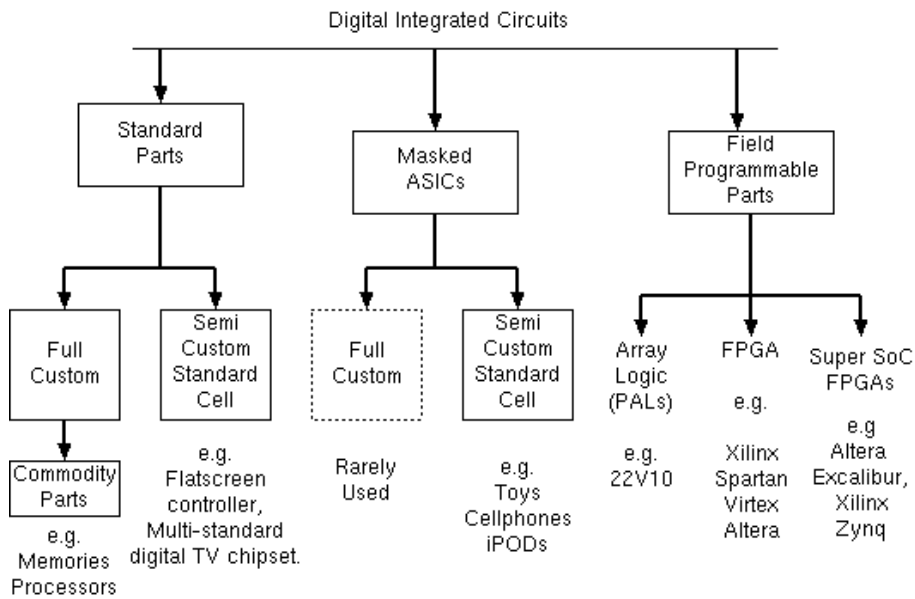 Digital Integrated Circuits
Standard
Parts
Masked
ASICs
Field
Programmable
Parts
Full
Custom
Semi
Custom
Standard
Cell
Full
Custom
Semi
Custom
Standard
Cell
Array
Logic
(PALs)
e.g.
22V10
FPGA
e.g.
Xilinx
Spartan
Virtex
Altera
Super SoC
FPGAs
e.g
Altera
Excalibur,
Xilinx
Zynq
Commodity
Parts
e.g.
Memories
Processors
e.g.
Flatscreen
controller,
Multi-standard
digital TV chipset.
Rarely
Used
e.g.
Toys
Cellphones
iPODs